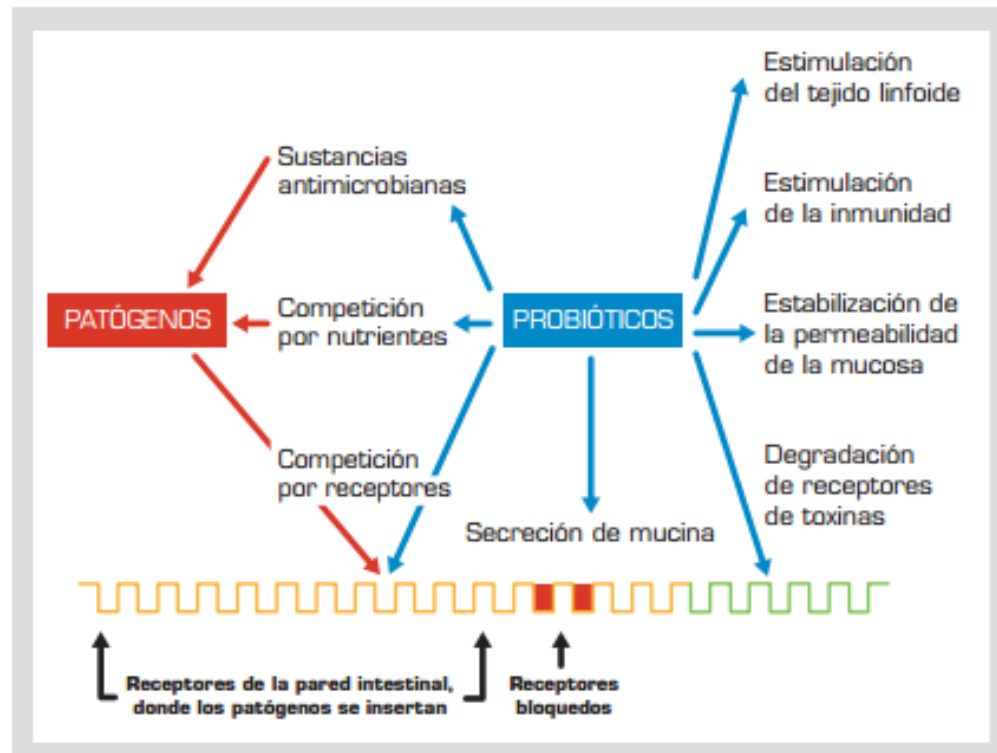 Estimulación
del tejido linfoide
Sustancias
antimicrobianas
Estimulación
de la inmunidad
PATÓGENOS
Competición
por nutrientes
PROBIÓTICOS
Estabilización de
la permeabilidad
de la mucosa
Competición
por receptores
Degradación
de receptores
de toxinas
Secreción de mucina
Receptores de la pared intestinal,
donde los patógenos se insertan
Receptores
bloquedos